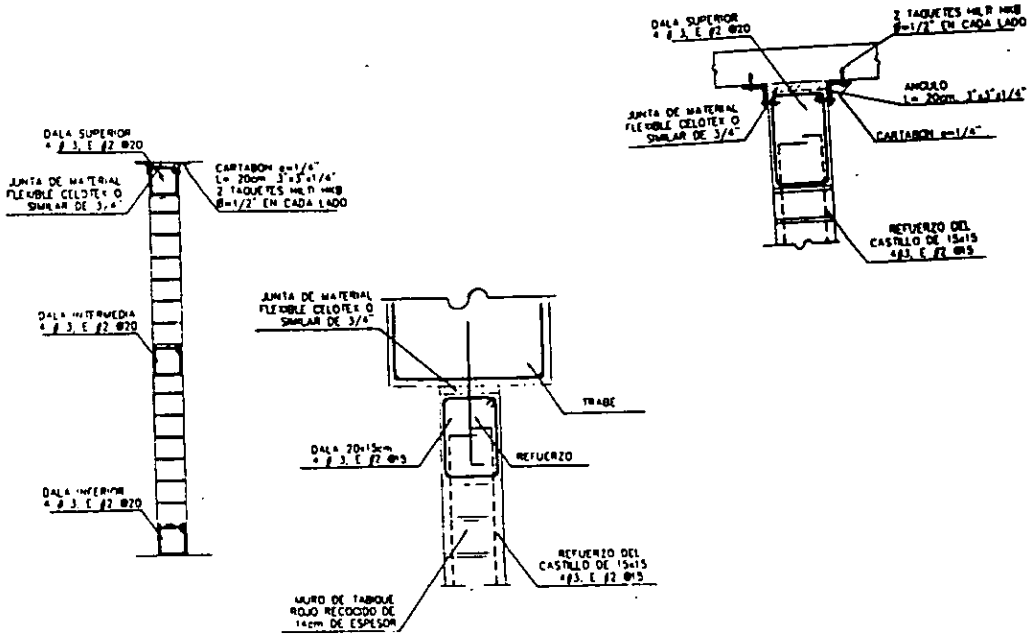 DALA SUPERIOR
4 ∅ 3, E ∅2 @20
JUNTA DE MATERIAL
FLEXIBLE CELOTEX O
SIMILAR DE 3/4"
CARTABON e=1/4"
L= 20cm 3"x3"x1/4"
2 TAQUETES HILTI HKB
Ø=1/2" EN CADA LADO
DALA INTERMEDIA
4 ∅ 3, E ∅2 @20
DALA INFERIOR
4 ∅ 3, E ∅2 @20
JUNTA DE MATERIAL
FLEXIBLE CELOTEX O
SIMILAR DE 3/4"
TRABE
DALA 20x15cm
4 ∅ 3, E ∅2 @15
REFUERZO
REFUERZO DEL
CASTILLO DE 15x15
4∅3, E ∅2 @15
MURO DE TABIQUE
ROJO RECOCIDO DE
14cm DE ESPESOR
DALA SUPERIOR
4 ∅ 3, E ∅2 @20
2 TAQUETES HILTI HKB
Ø=1/2" EN CADA LADO
ANGULO
L= 20cm, 3"x3"x1/4"
JUNTA DE MATERIAL
FLEXIBLE CELOTEX O
SIMILAR DE 3/4"
CARTABON e=1/4"
REFUERZO DEL
CASTILLO DE 15x15
4∅3, E ∅2 @15